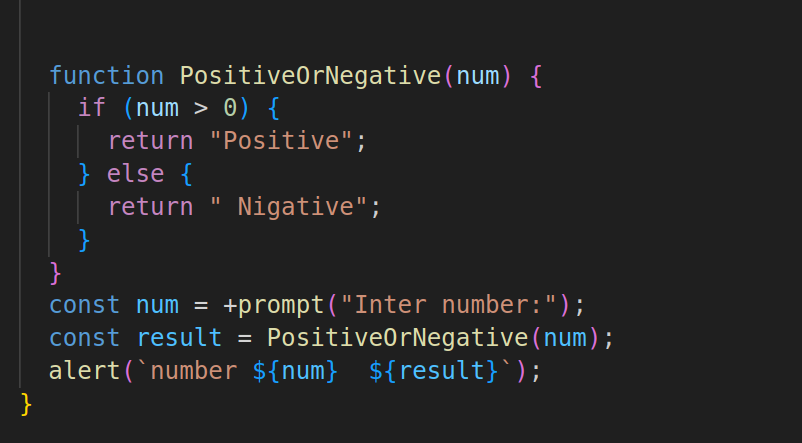 function PositiveOrNegative(num) {
if (num > 0) {
return "Positive";
} else {
return " Nigative";
}
}
const num = +prompt("Inter number:");
const result = PositiveOrNegative(num);
alert(`number ${num}  ${result}`);
}